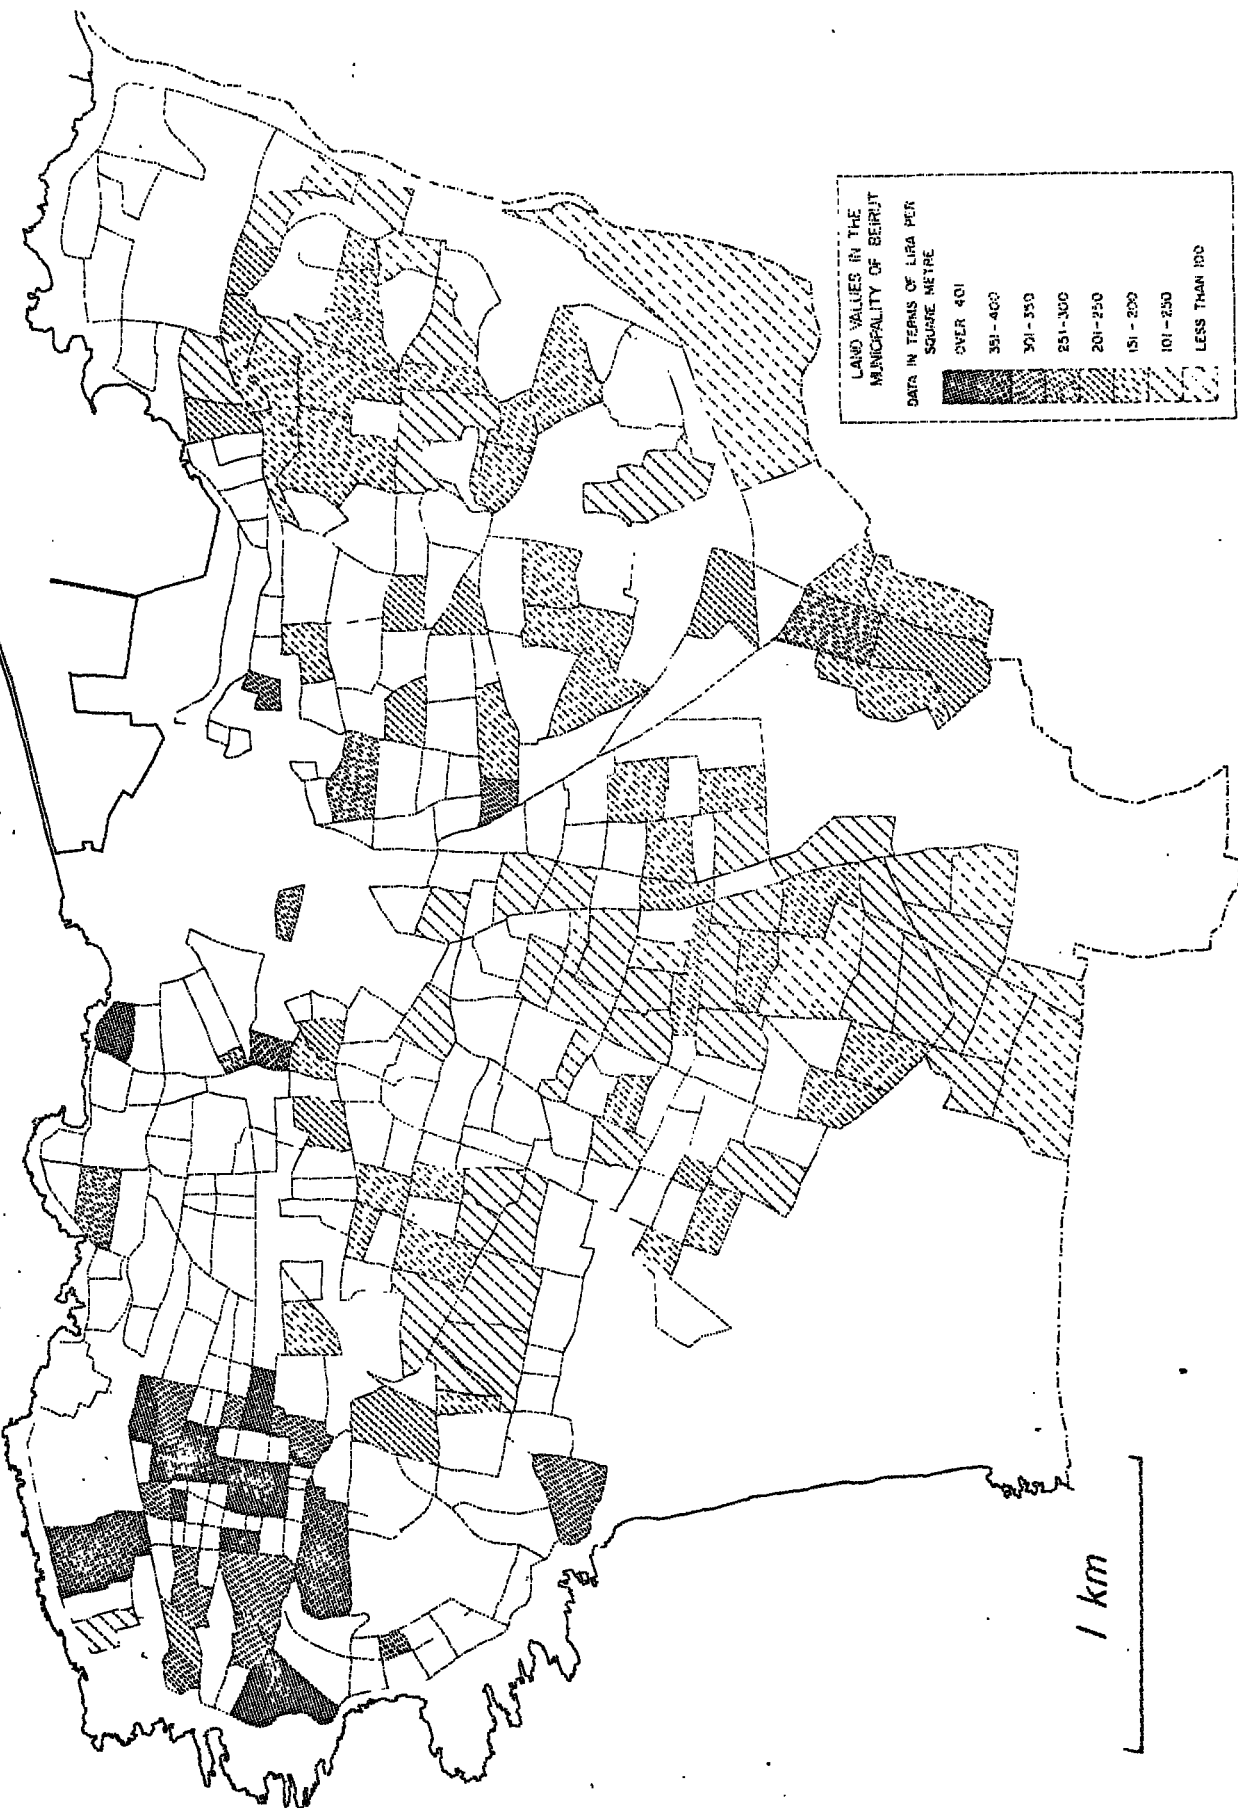 LAND VALUES IN THE
MUNICIPALITY OF BEIRUT
DATA IN TERMS OF LIRA PER
SQUARE METRE
OVER 401
351-400
301-350
251-300
201-250
151-200
101-250
LESS THAN 100
1 km